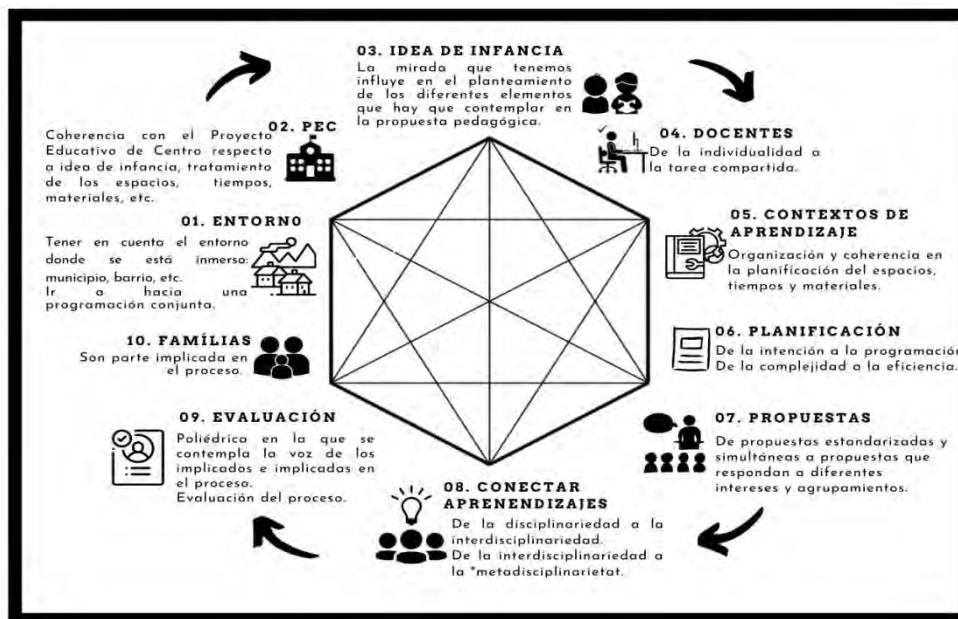 03. IDEA DE INFANCIA
La mirada que tenemos
influye en el planteamiento
de los diferentes elementos
que hay que contemplar en
la propuesta pedagógica.
02. PEC
Coherencia con el Proyecto
Educativo de Centro respecto
a idea de infancia, tratamiento
de los espacios, tiempos,
materiales, etc.
01. ENTORNO
Tener en cuenta el entorno
donde se está inmerso:
municipio, barrio, etc.
Ir a hacia una
programación conjunta.
10. FAMÍLIAS
Son parte implicada en
el proceso.
09. EVALUACIÓN
Poliédrica en la que se
contempla la voz de los
implicados e implicadas en
el proceso.
Evaluación del proceso.
04. DOCENTES
De la individualidad a
la tarea compartida.
05. CONTEXTOS DE
APRENDIZAJE
Organización y coherencia en
la planificación del espacios,
tiempos y materiales.
06. PLANIFICACIÓN
De la intención a la programación
De la complejidad a la eficiencia.
07. PROPUESTAS
De propuestas estandarizadas y
simultáneas a propuestas que
respondan a diferentes
intereses y agrupamientos.
08. CONECTAR
APRENENDIZAJES
De la disciplinariedad a la
interdisciplinariedad.
De la interdisciplinariedad a
la "metadisciplinarietat.